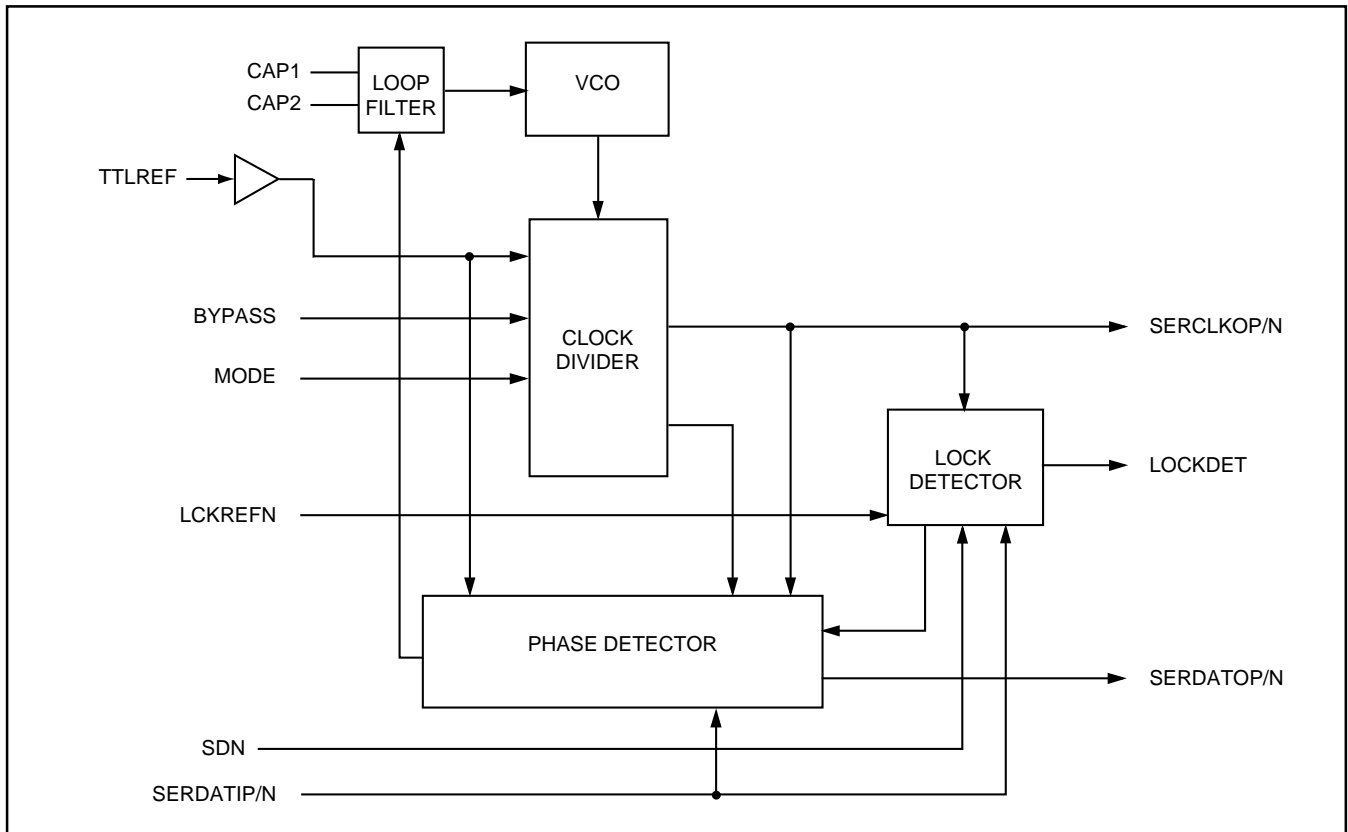 CAP1
CAP2
LOOP
FILTER
VCO
TTLREF
BYPASS
MODE
CLOCK
DIVIDER
SERCLKOP/N
LOCK
DETECTOR
LOCKDET
LCKREFN
PHASE DETECTOR
SERDATOP/N
SDN
SERDATIP/N